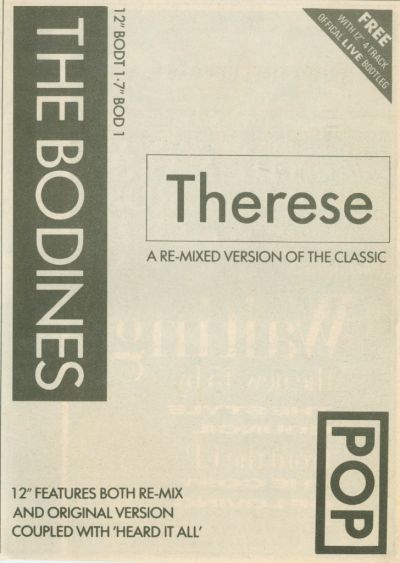 12" BODT 1·7" BOD 1
THE BODINES
FREE
WITH 12" 4 TRACK
OFFICAL LIVE BOOTLEG
Therese
A RE-MIXED VERSION OF THE CLASSIC
POP
12" FEATURES BOTH RE-MIX
AND ORIGINAL VERSION
COUPLED WITH 'HEARD IT ALL'